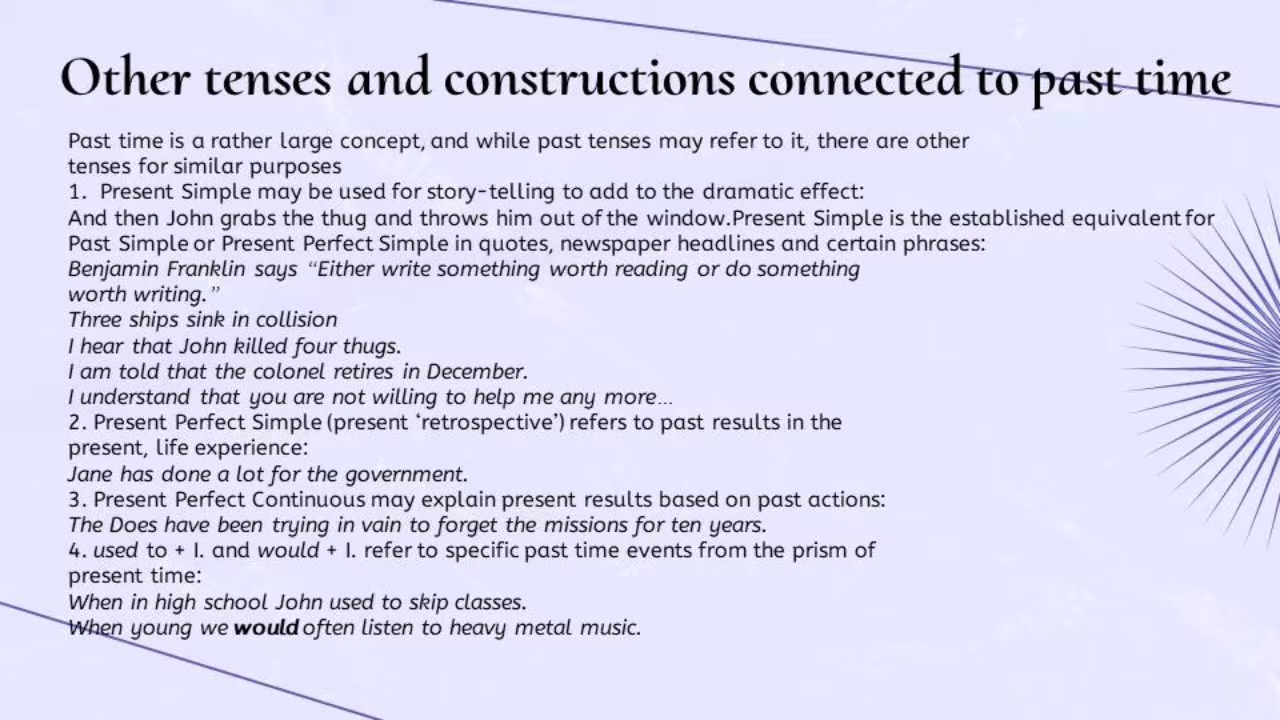 Other tenses and constructions connected to past time
Past time is a rather large concept, and while past tenses may refer to it, there are other
tenses for similar purposes
1. Present Simple may be used for story-telling to add to the dramatic effect:
And then John grabs the thug and throws him out of the window.Present Simple is the established equivalent for
Past Simple or Present Perfect Simple in quotes, newspaper headlines and certain phrases:
Benjamin Franklin says “Either write something worth reading or do something
worth writing.”
Three ships sink in collision
I hear that John killed four thugs.
I am told that the colonel retires in December.
I understand that you are not willing to help me any more…
2. Present Perfect Simple (present ‘retrospective’) refers to past results in the
present, life experience:
Jane has done a lot for the government.
3. Present Perfect Continuous may explain present results based on past actions:
The Does have been trying in vain to forget the missions for ten years.
4. used to + I. and would + I. refer to specific past time events from the prism of
present time:
When in high school John used to skip classes.
When young we would often listen to heavy metal music.